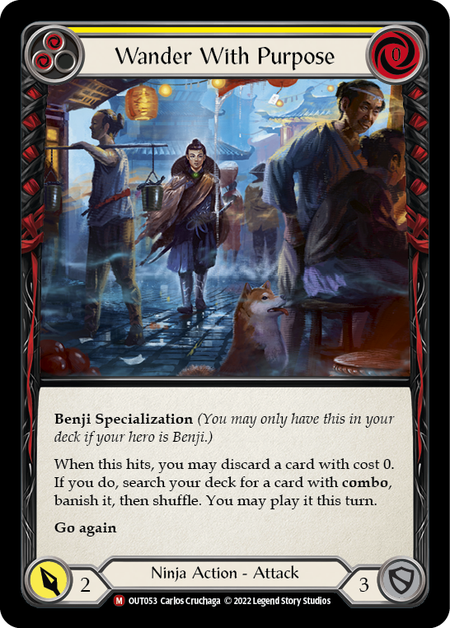 Wander With Purpose
0
Benji Specialization (You may only have this in your
deck if your hero is Benji.)
When this hits, you may discard a card with cost 0.
If you do, search your deck for a card with combo,
banish it, then shuffle. You may play it this turn.
Go again
2
Ninja Action - Attack
3
M OUT053 Carlos Cruchaga © 2022 Legend Story Studios